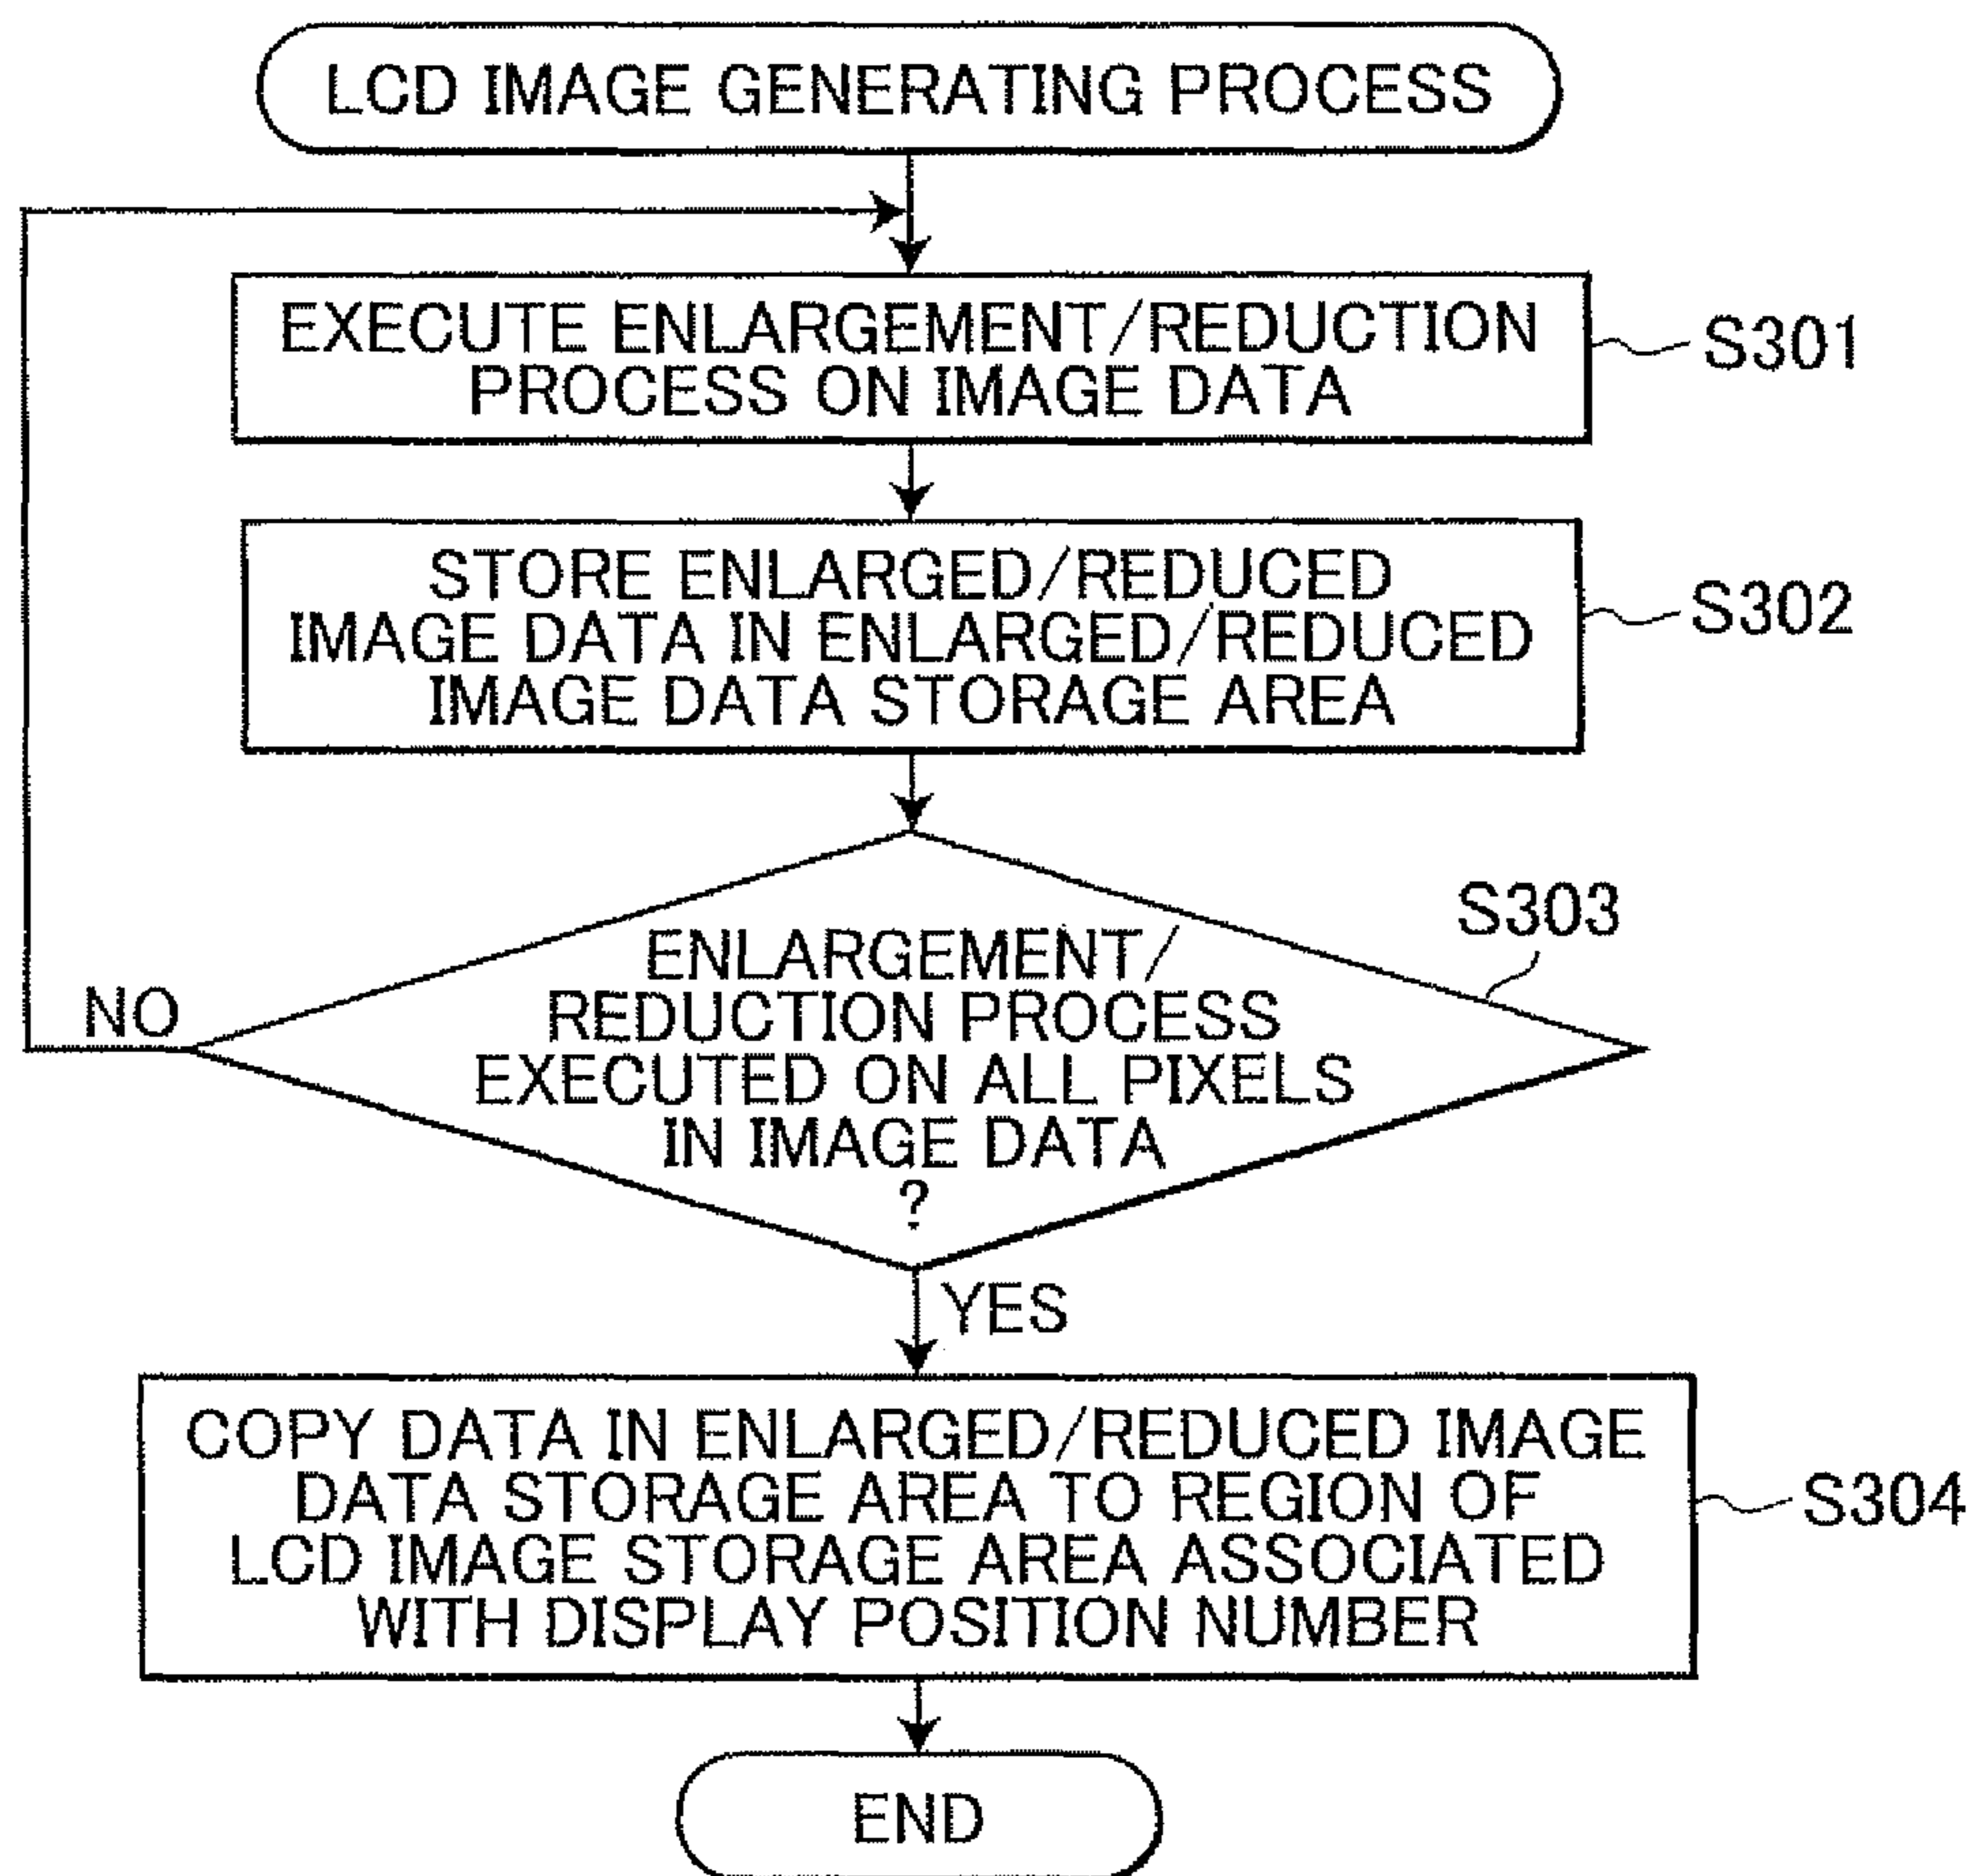 LCD IMAGE GENERATING PROCESS
EXECUTE ENLARGEMENT/REDUCTION
PROCESS ON IMAGE DATA
S301
STORE ENLARGED/REDUCED
IMAGE DATA IN ENLARGED/REDUCED
IMAGE DATA STORAGE AREA
S302
S303
ENLARGEMENT/
REDUCTION PROCESS
EXECUTED ON ALL PIXELS
IN IMAGE DATA
?
NO
YES
COPY DATA IN ENLARGED/REDUCED IMAGE
DATA STORAGE AREA TO REGION OF
LCD IMAGE STORAGE AREA ASSOCIATED
WITH DISPLAY POSITION NUMBER
S304
END